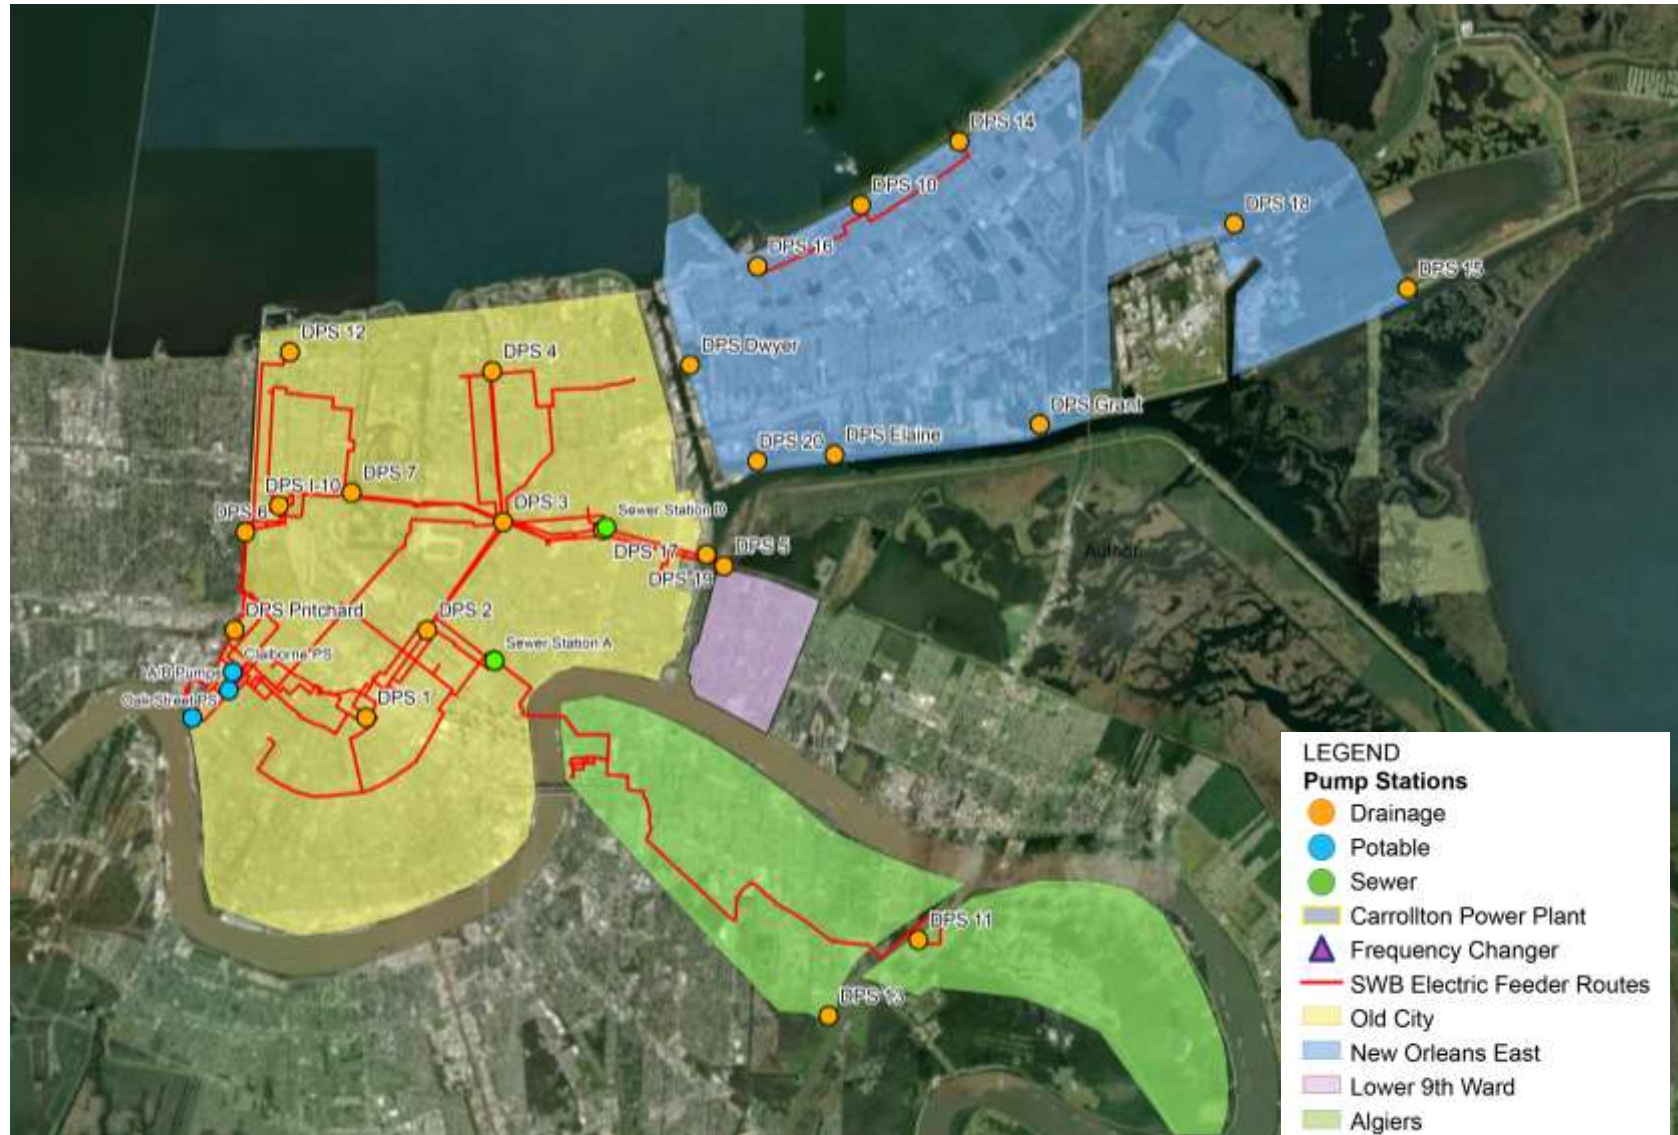 DPS 14
DPS 10
DPS 18
DPS 16
DPS 15
DPS 12
DPS 4
DPS Dwyer
DPS Grant
DPS 20
DPS Elaine
DPS 7
DPS I-10
DPS 6
DPS 3
Sewer Station D
DPS 17
DPS 5
DPS 19
Author:
DPS Pritchard
DPS 2
Claiborne PS
Sewer Station A
A/B Pumps
Oak Street PS
DPS 1
DPS 11
DPS 13
LEGEND
Pump Stations
Drainage
Potable
Sewer
Carrollton Power Plant
Frequency Changer
SWB Electric Feeder Routes
Old City
New Orleans East
Lower 9th Ward
Algiers